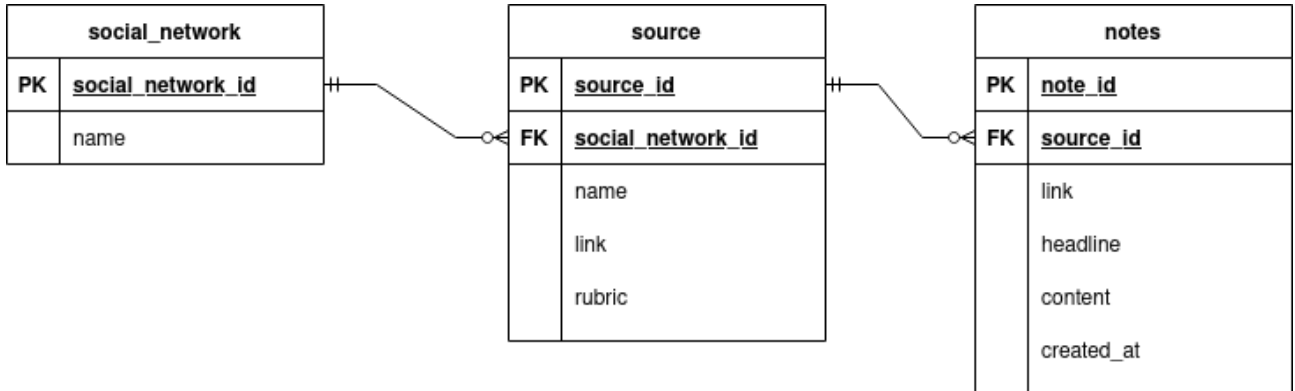 social_network
PK social_network_id
name
source
PK source_id
FK social_network_id
name
link
rubric
notes
PK note_id
FK source_id
link
headline
content
created_at